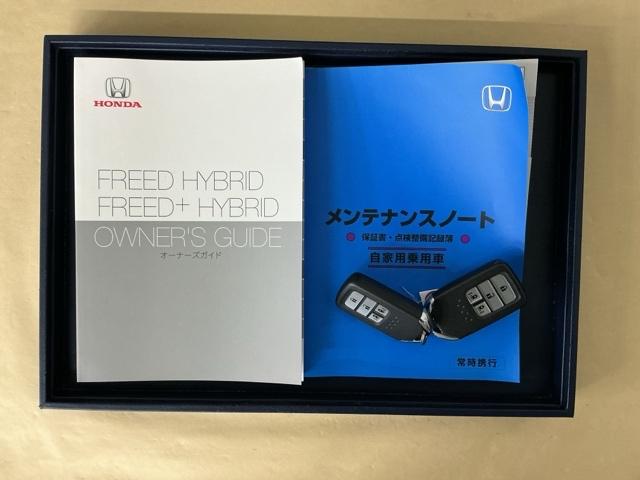 HONDA
FREED HYBRID
FREED+ HYBRID
OWNER'S GUIDE
オーナーズガイド
メンテナンスノート
保証書・点検整備記録簿
自家用乗用車
常時携行